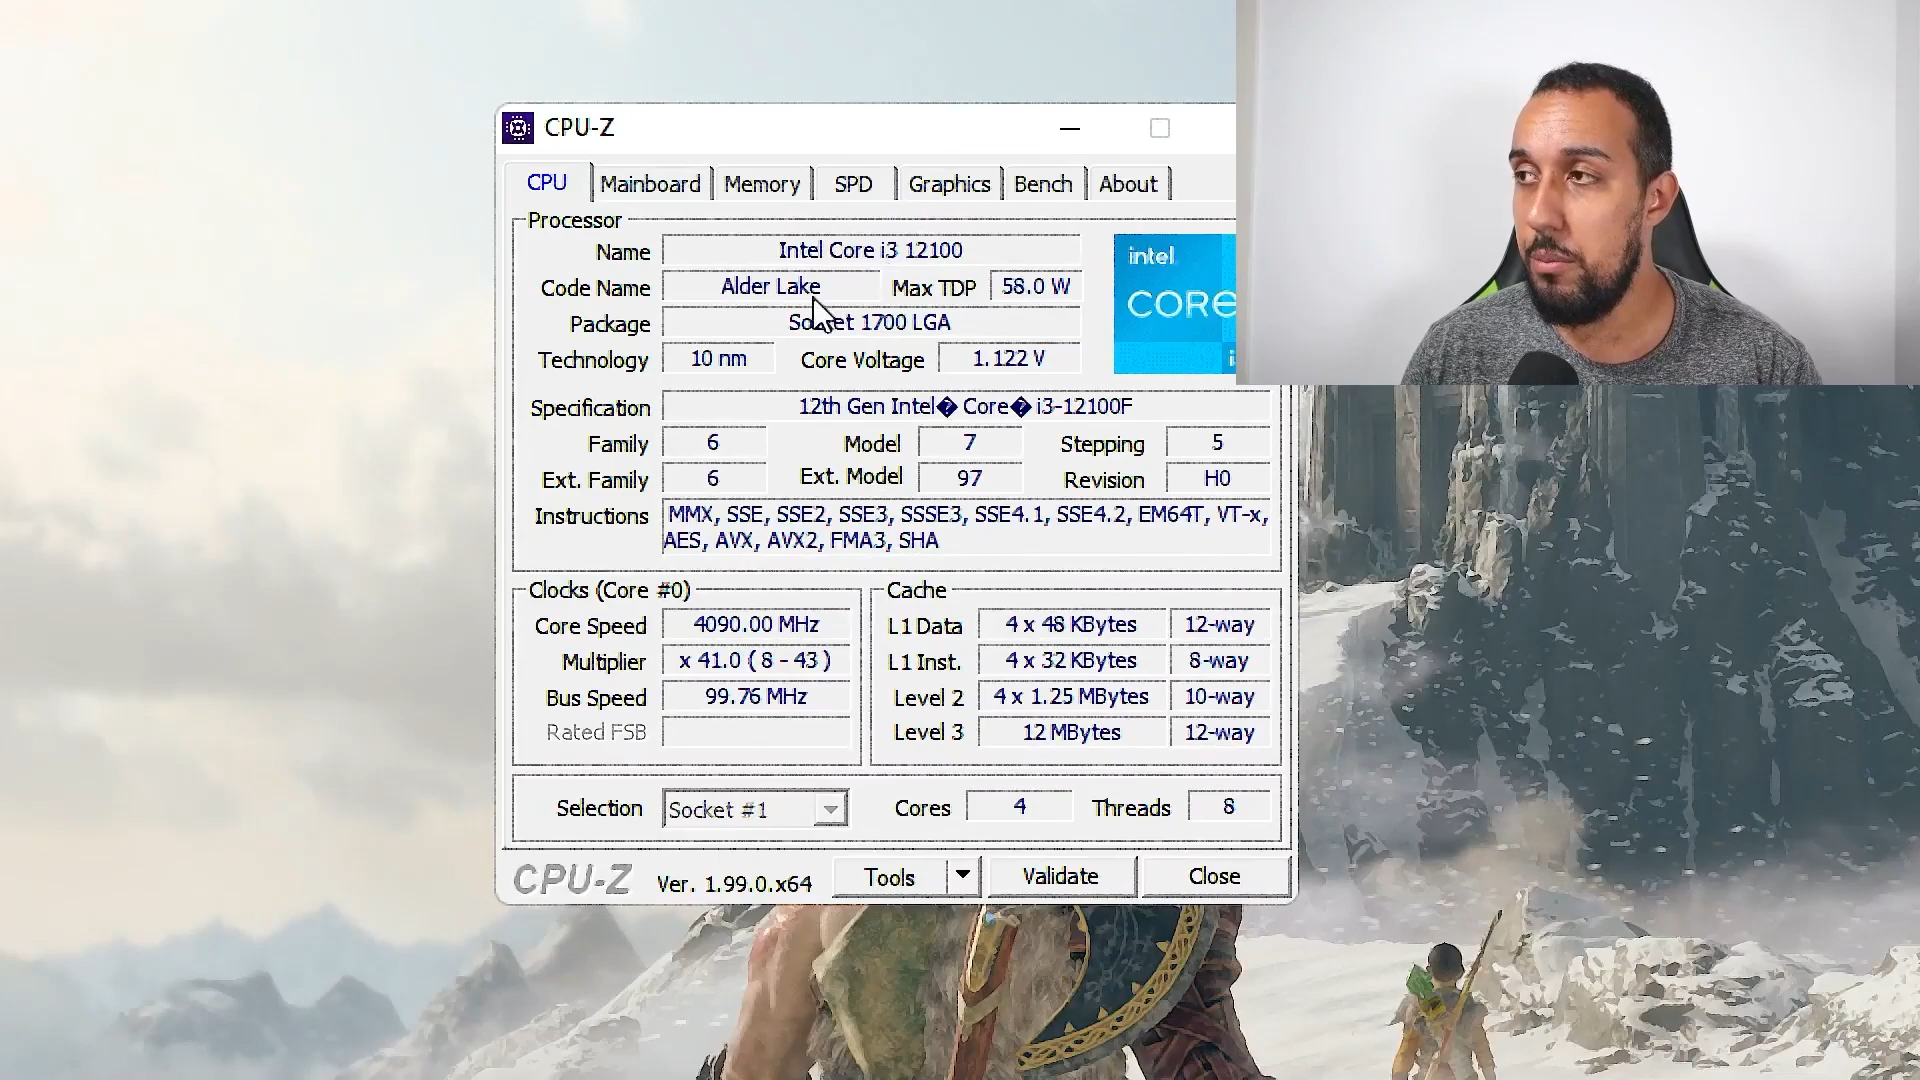 CPU-Z
CPU Mainboard Memory SPD Graphics Bench About
Processor
Name Intel Core i3 12100
Code Name Alder Lake Max TDP 58.0 W
Package Socket 1700 LGA
Technology 10 nm Core Voltage 1.122 V
intel
CORE
Specification 12th Gen Intel� Core� i3-12100F
Family 6 Model 7 Stepping 5
Ext. Family 6 Ext. Model 97 Revision H0
Instructions MMX, SSE, SSE2, SSE3, SSSE3, SSE4.1, SSE4.2, EM64T, VT-x,
AES, AVX, AVX2, FMA3, SHA
Clocks (Core #0)
Core Speed 4090.00 MHz
Multiplier x 41.0 ( 8 - 43 )
Bus Speed 99.76 MHz
Rated FSB
Cache
L1 Data 4 x 48 KBytes 12-way
L1 Inst. 4 x 32 KBytes 8-way
Level 2 4 x 1.25 MBytes 10-way
Level 3 12 MBytes 12-way
Selection Socket #1 Cores 4 Threads 8
CPU-Z Ver. 1.99.0.x64 Tools Validate Close